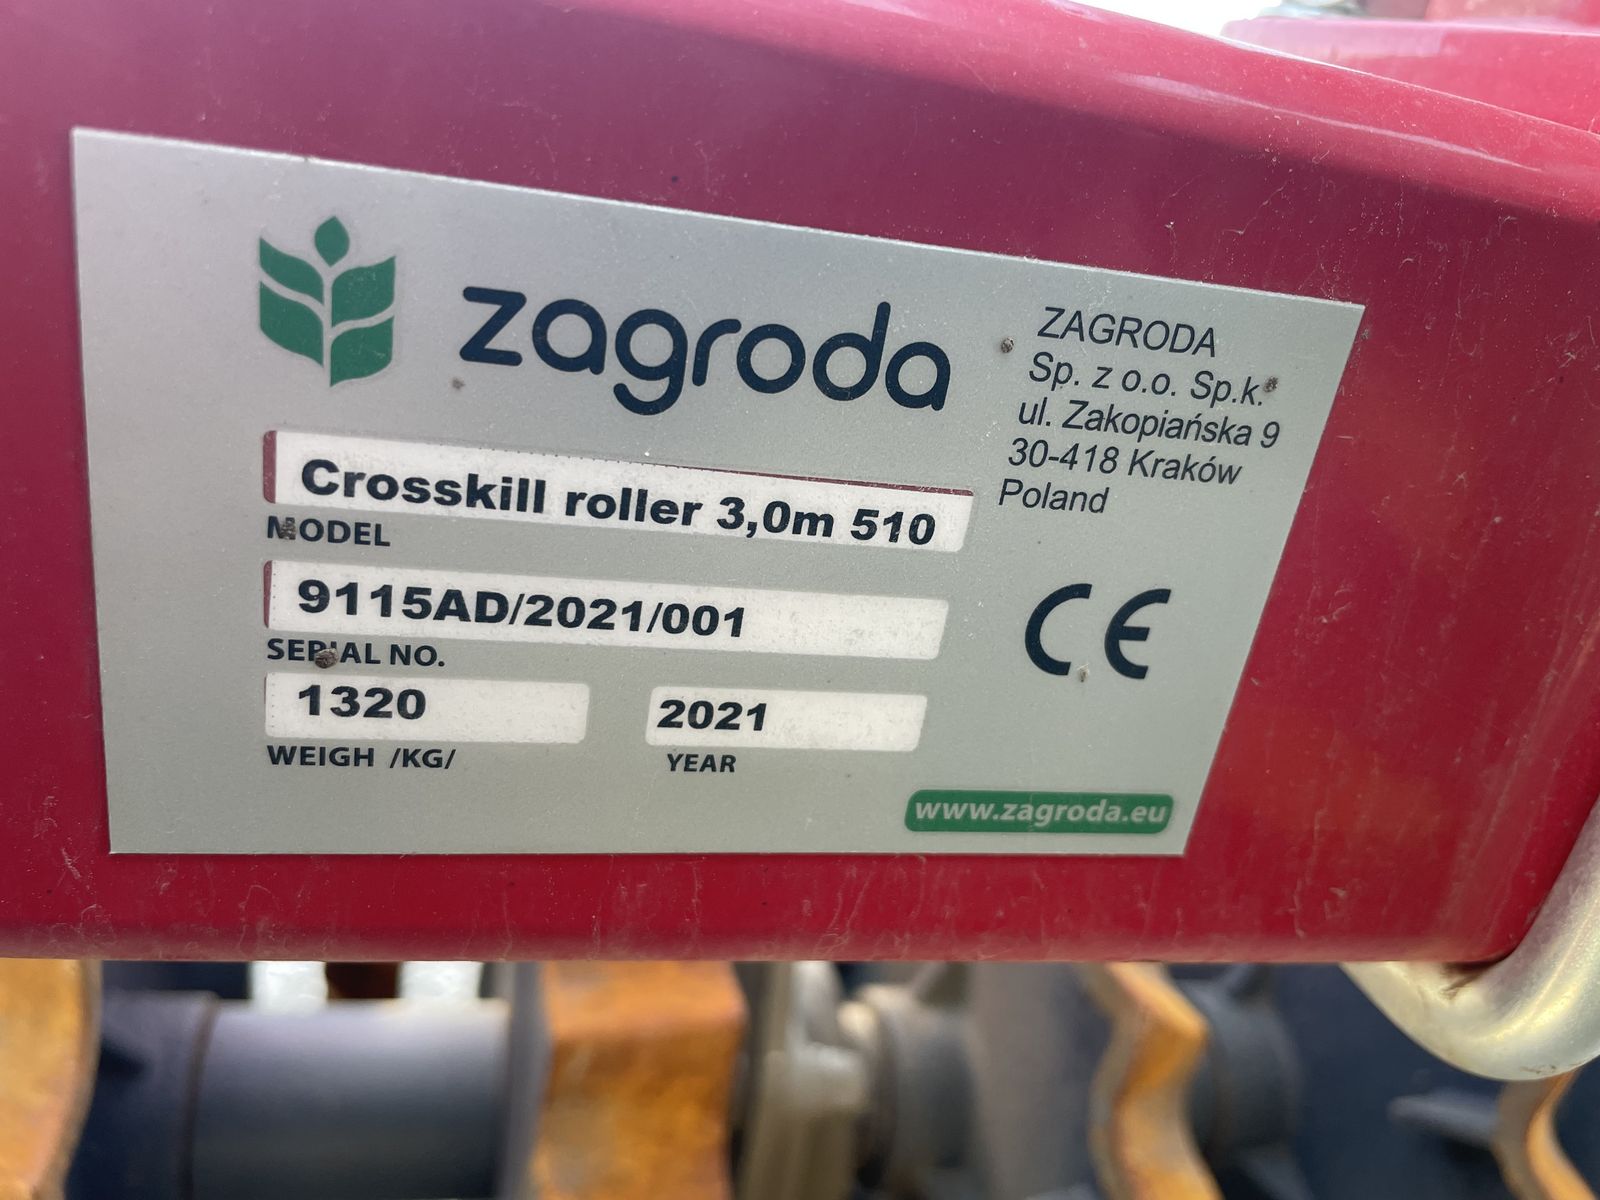 zagroda
ZAGRODA
Sp. z o.o. Sp.k.
ul. Zakopiańska 9
30-418 Kraków
Poland
Crosskill roller 3,0m 510
MODEL
9115AD/2021/001
SERIAL NO.
1320
WEIGH /KG/
2021
YEAR
CE
www.zagroda.eu